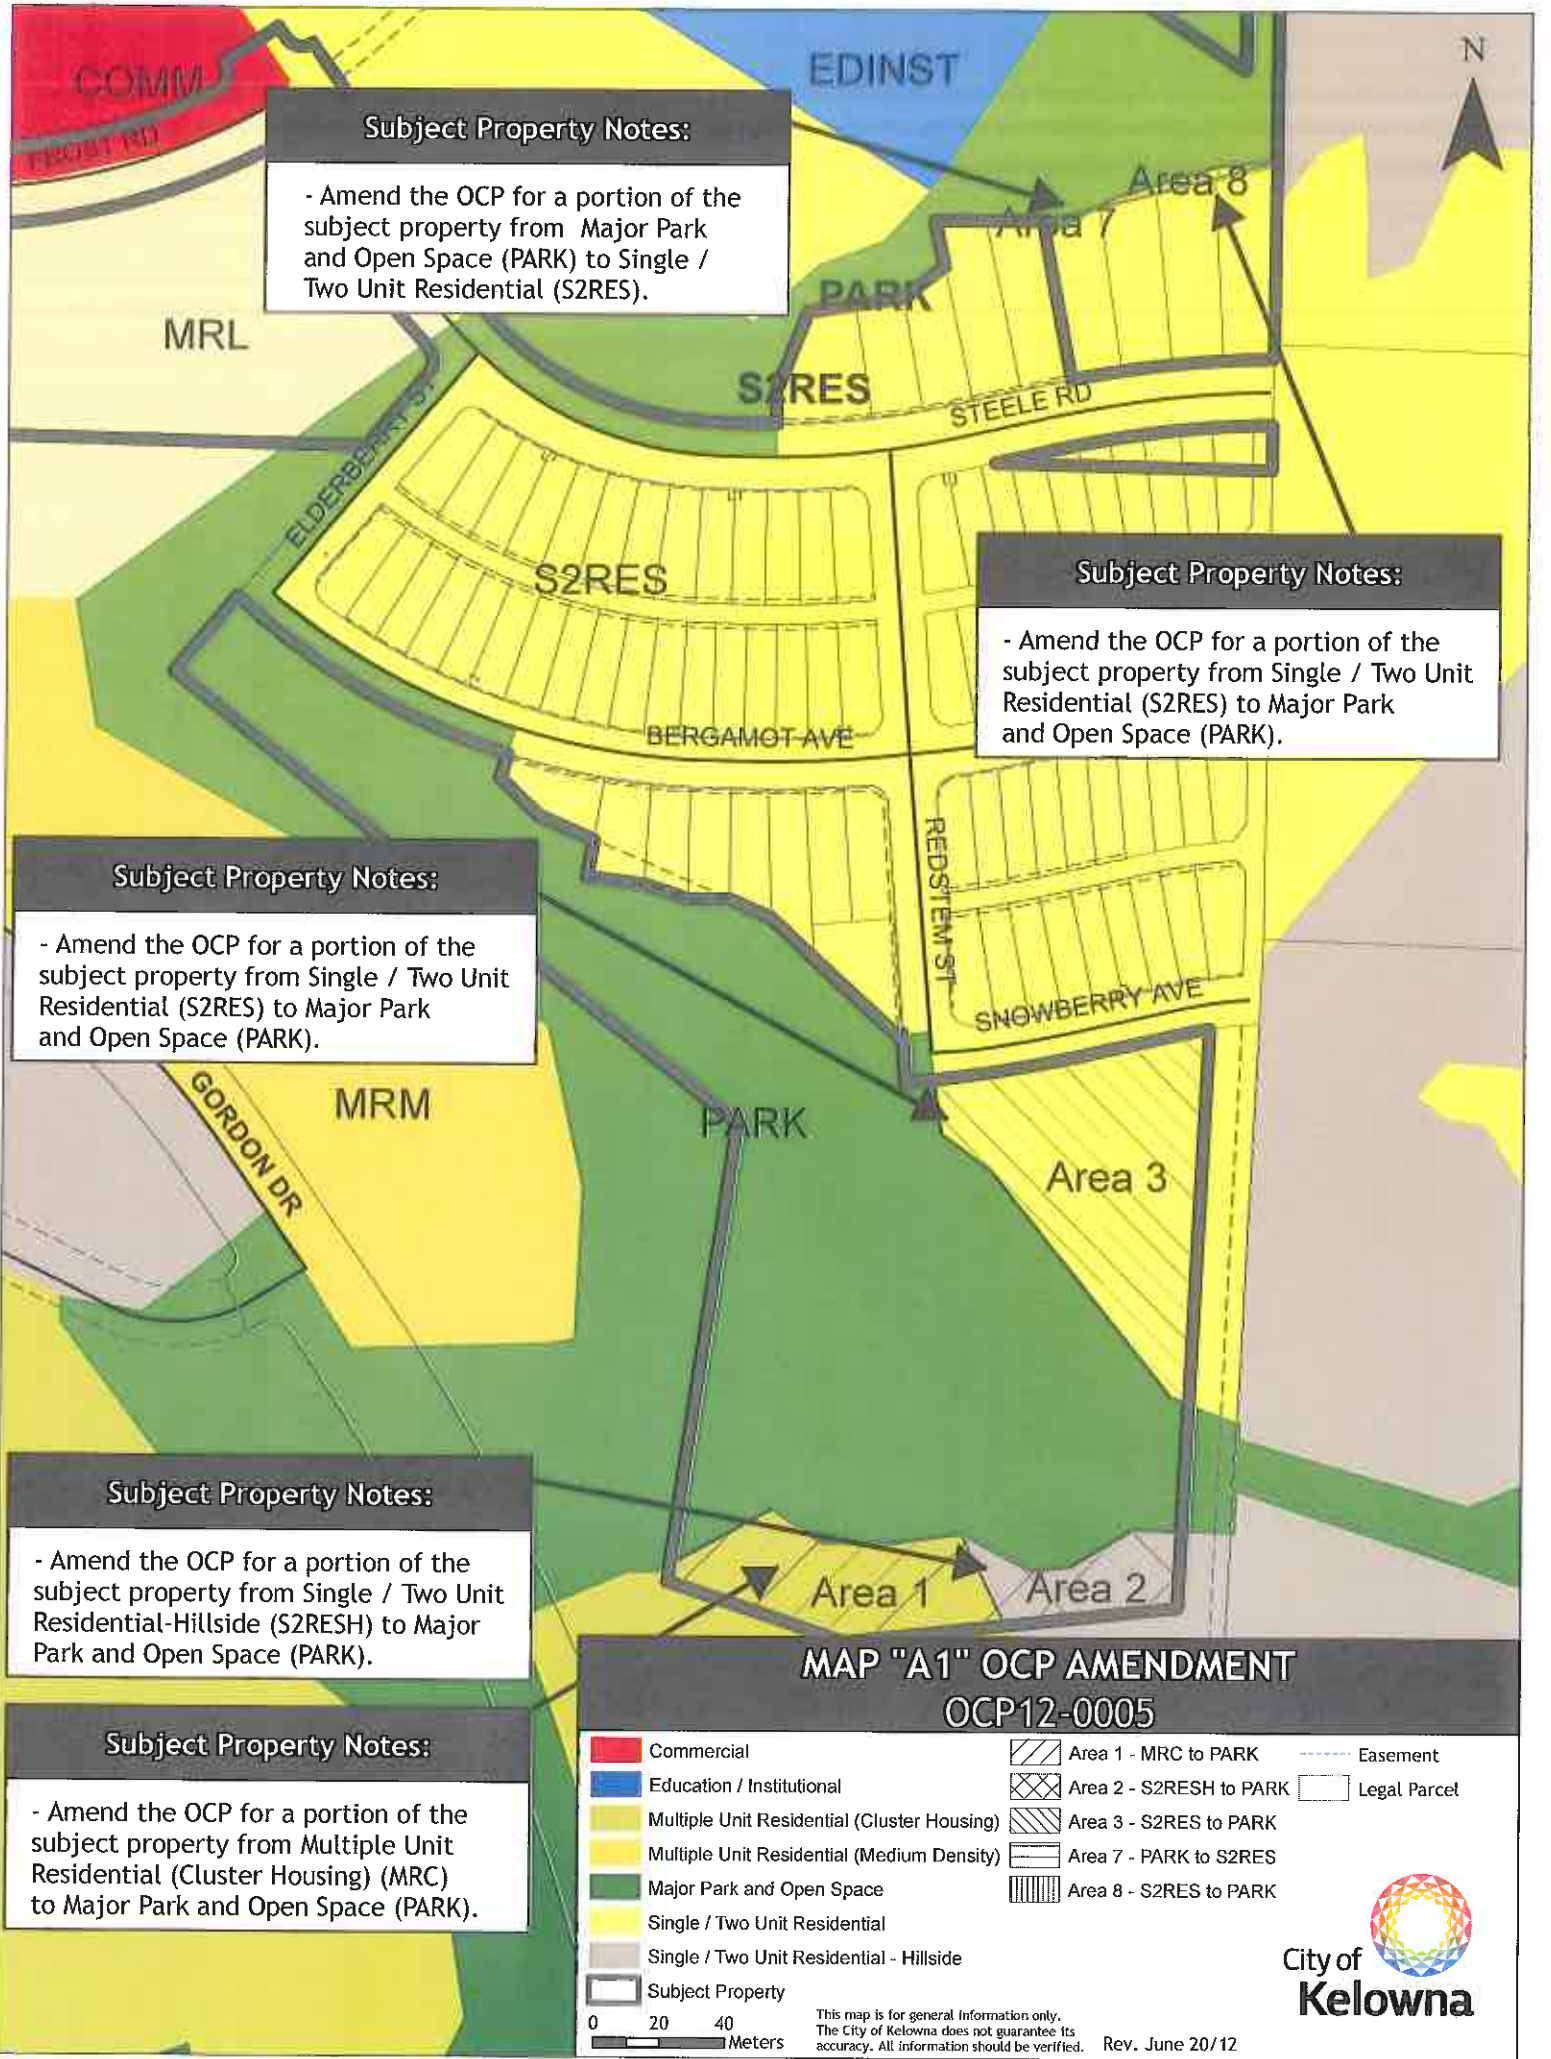 COMM
EDINST
N
FROST RD
Subject Property Notes:
- Amend the OCP for a portion of the
subject property from Major Park
and Open Space (PARK) to Single /
Two Unit Residential (S2RES).
Area 8
Area 7
PARK
MRL
S2RES
STEELE RD
ELDERBERRY ST
S2RES
Subject Property Notes:
- Amend the OCP for a portion of the
subject property from Single / Two Unit
Residential (S2RES) to Major Park
and Open Space (PARK).
BERGAMOT AVE
REDSTEM ST
Subject Property Notes:
- Amend the OCP for a portion of the
subject property from Single / Two Unit
Residential (S2RES) to Major Park
and Open Space (PARK).
SNOWBERRY AVE
GORDON DR
MRM
PARK
Area 3
Subject Property Notes:
- Amend the OCP for a portion of the
subject property from Single / Two Unit
Residential-Hillside (S2RESH) to Major
Park and Open Space (PARK).
Area 1
Area 2
Subject Property Notes:
- Amend the OCP for a portion of the
subject property from Multiple Unit
Residential (Cluster Housing) (MRC)
to Major Park and Open Space (PARK).
MAP "A1" OCP AMENDMENT
OCP12-0005
Commercial
Education / Institutional
Multiple Unit Residential (Cluster Housing)
Multiple Unit Residential (Medium Density)
Major Park and Open Space
Single / Two Unit Residential
Single / Two Unit Residential - Hillside
Subject Property
Area 1 - MRC to PARK
Area 2 - S2RESH to PARK
Area 3 - S2RES to PARK
Area 7 - PARK to S2RES
Area 8 - S2RES to PARK
Easement
Legal Parcel
0 20 40
Meters
This map is for general information only.
The City of Kelowna does not guarantee its
accuracy. All information should be verified.
Rev. June 20/12
City of
Kelowna